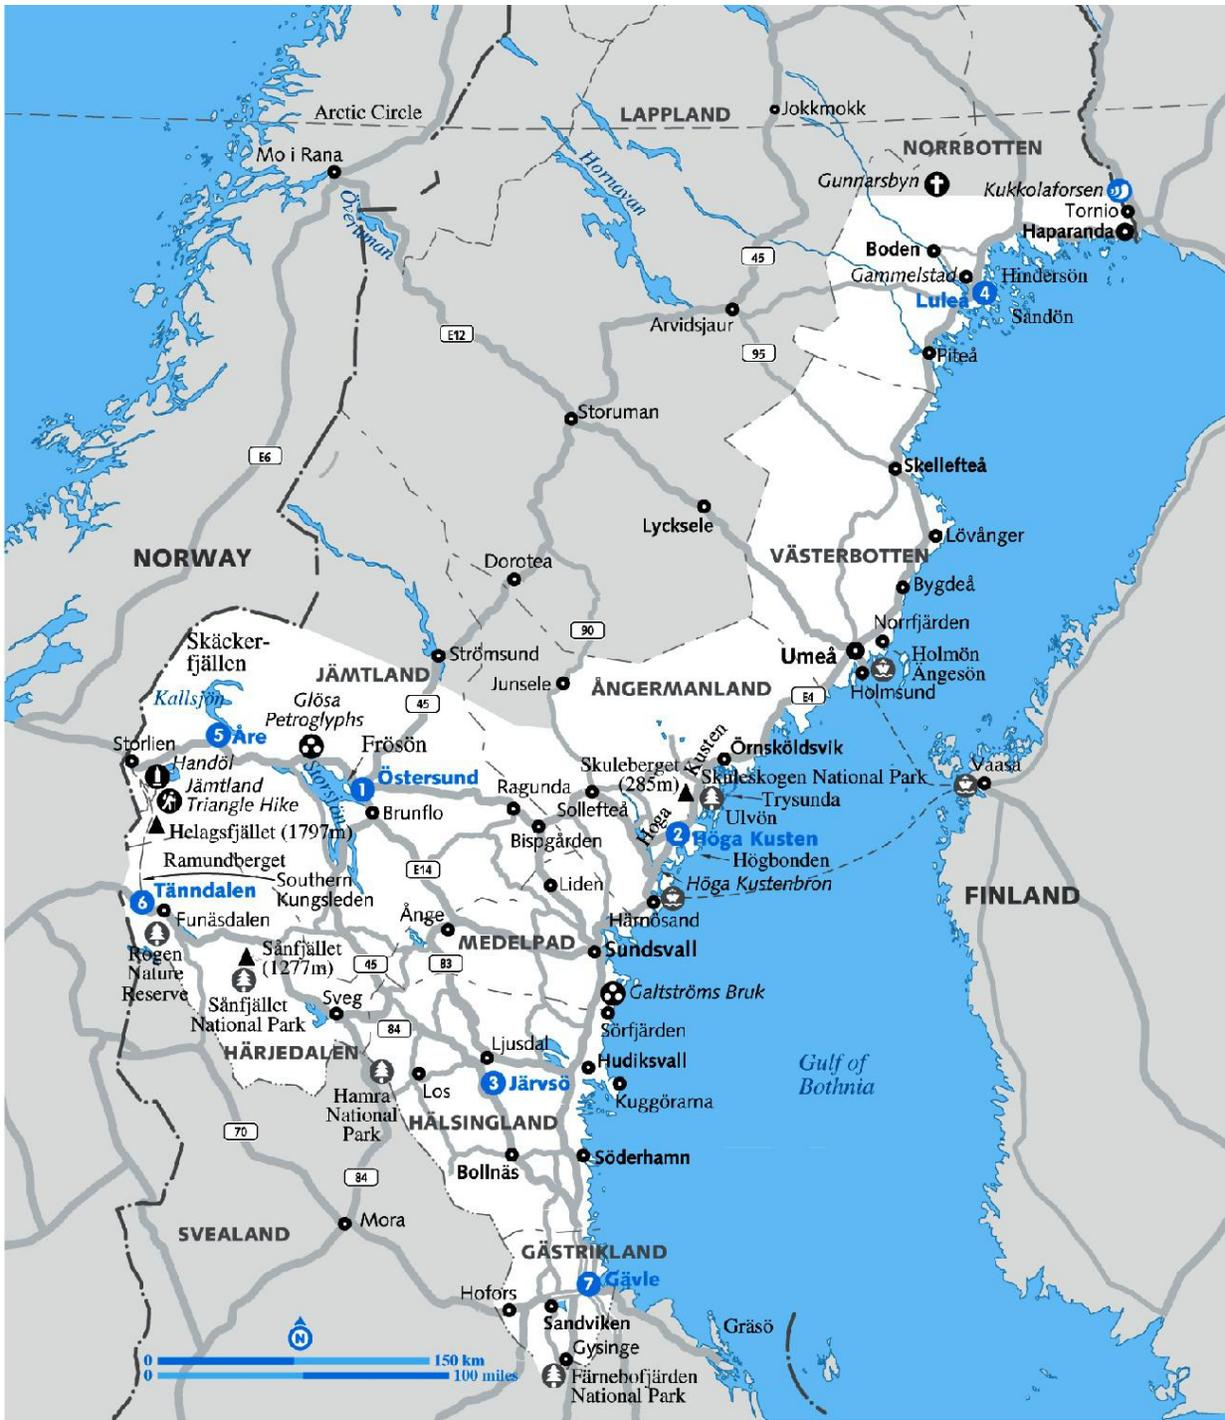 Arctic Circle
LAPPLAND
Jokkmokk
NORRBOTTEN
Mo i Rana
Hornavan
Gunnarsbyn
Kukkolaforsen
Överuman
Tornio
Haparanda
Boden
45
Gammelstad
Hindersön
Luleå
4
Sandön
Arvidsjaur
E12
95
Piteå
Storuman
E6
Skellefteå
Lycksele
Lövånger
NORWAY
VÄSTERBOTTEN
Dorotea
Bygdeå
90
Norrfjärden
Skäcker-
fjällen
Strömsund
Umeå
Holmön
JÄMTLAND
Ängesön
Junsele
ÅNGERMANLAND
Holmsund
E4
Kallsjön
Glösa
Petroglyphs
45
5
Åre
Frösön
Storlien
Kusten
Örnsköldsvik
Handöl
Skuleberget
(285m)
Skuleskogen National Park
Vaasa
Jämtland
Triangle Hike
Storsjön
Östersund
1
Ragunda
Sollefteå
Trysunda
Brunflo
Ulvön
Helagsfjället (1797m)
Bispgården
Höga
2
Höga Kusten
Ramundberget
E14
Högbonden
Southern
Kungsleden
Tänndalen
6
Liden
Höga Kustenbron
FINLAND
Funäsdalen
Ånge
Härnösand
Sånfjället
(1277m)
MEDELPAD
Sundsvall
Rogen
Nature
Reserve
45
83
Sånfjället
National Park
Sveg
Galtströms Bruk
84
Sörfjärden
HÄRJEDALEN
Ljusdal
Hudiksvall
Gulf of
Bothnia
Los
3
Järvsö
Kuggörarna
Hamra
National
Park
HÄLSINGLAND
70
Bollnäs
Söderhamn
84
Mora
SVEALAND
GÄSTRIKLAND
7
Gävle
Hofors
Sandviken
Gräsö
N
Gysinge
0
150 km
0
100 miles
Färnebofjärden
National Park